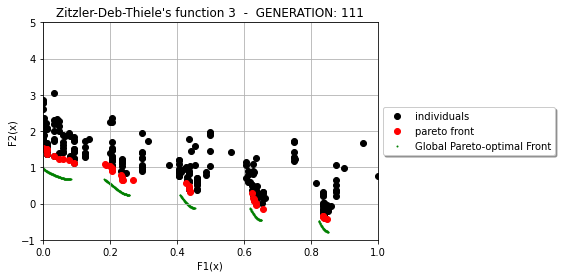 Zitzler-Deb-Thiele's function 3 - GENERATION: 111
5
4
3
2
1
0
-1
F2(x)
0.0 0.2 0.4 0.6 0.8 1.0
F1(x)
individuals
pareto front
Global Pareto-optimal Front